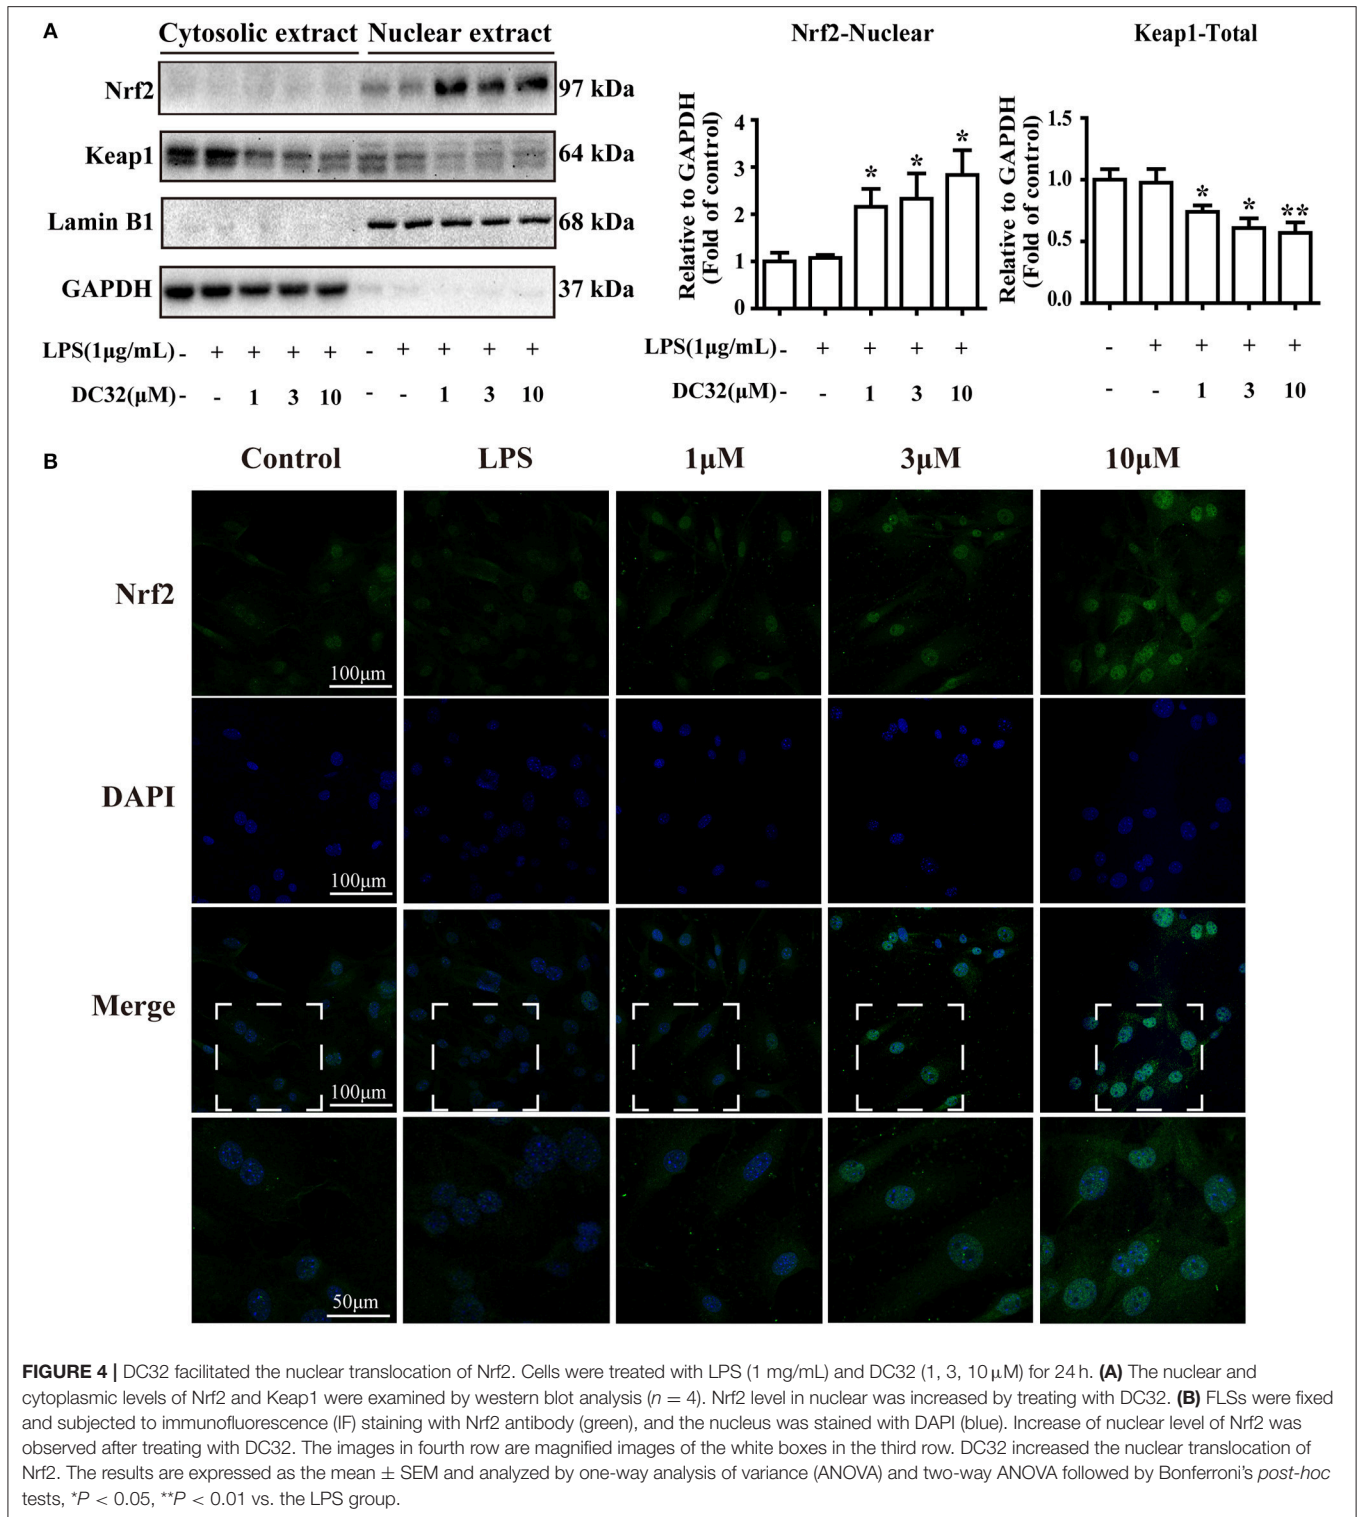 A
Cytosolic extract Nuclear extract
Nrf2 97 kDa
Keap1 64 kDa
Lamin B1 68 kDa
GAPDH 37 kDa
LPS(1μg/mL) - + + + + - + + + +
DC32(μM) - - 1 3 10 - - 1 3 10
Nrf2-Nuclear
Relative to GAPDH
(Fold of control)
4
3
2
1
0
* * *
LPS(1μg/mL) - + + + +
DC32(μM) - - 1 3 10
Keap1-Total
Relative to GAPDH
(Fold of control)
1.5
1.0
0.5
0.0
* * **
- + + + +
- - 1 3 10
B
Control LPS 1μM 3μM 10μM
Nrf2
100μm
DAPI
100μm
Merge
100μm
50μm
FIGURE 4 | DC32 facilitated the nuclear translocation of Nrf2. Cells were treated with LPS (1 mg/mL) and DC32 (1, 3, 10 μM) for 24 h. (A) The nuclear and
cytoplasmic levels of Nrf2 and Keap1 were examined by western blot analysis (n = 4). Nrf2 level in nuclear was increased by treating with DC32. (B) FLSs were fixed
and subjected to immunofluorescence (IF) staining with Nrf2 antibody (green), and the nucleus was stained with DAPI (blue). Increase of nuclear level of Nrf2 was
observed after treating with DC32. The images in fourth row are magnified images of the white boxes in the third row. DC32 increased the nuclear translocation of
Nrf2. The results are expressed as the mean ± SEM and analyzed by one-way analysis of variance (ANOVA) and two-way ANOVA followed by Bonferroni's post-hoc
tests, *P < 0.05, **P < 0.01 vs. the LPS group.